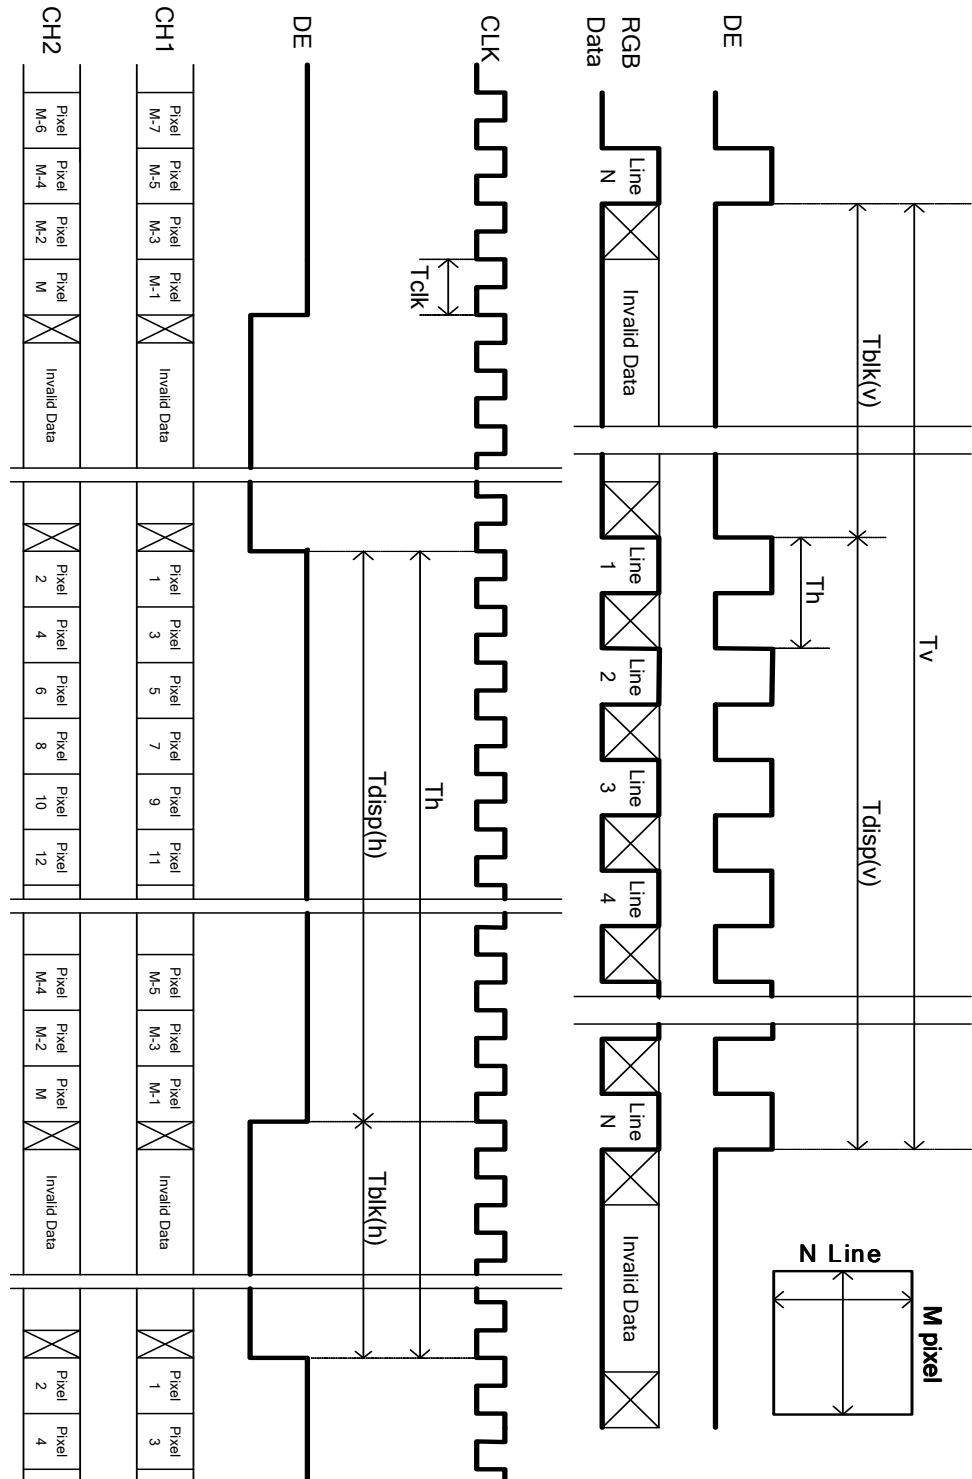 Tv
Tblk(v)
Tdisp(v)
Th
DE
RGB
Data
Line
N
Invalid Data
Line
1
Line
2
Line
3
Line
4
Line
N
Invalid Data
M pixel
N Line
CLK
Tclk
Th
Tdisp(h)
Tblk(h)
DE
CH1
Pixel
M-7
Pixel
M-5
Pixel
M-3
Pixel
M-1
Invalid Data
Pixel
1
Pixel
3
Pixel
5
Pixel
7
Pixel
9
Pixel
11
Pixel
M-5
Pixel
M-3
Pixel
M-1
Invalid Data
Pixel
1
Pixel
3
CH2
Pixel
M-6
Pixel
M-4
Pixel
M-2
Pixel
M
Invalid Data
Pixel
2
Pixel
4
Pixel
6
Pixel
8
Pixel
10
Pixel
12
Pixel
M-4
Pixel
M-2
Pixel
M
Invalid Data
Pixel
2
Pixel
4